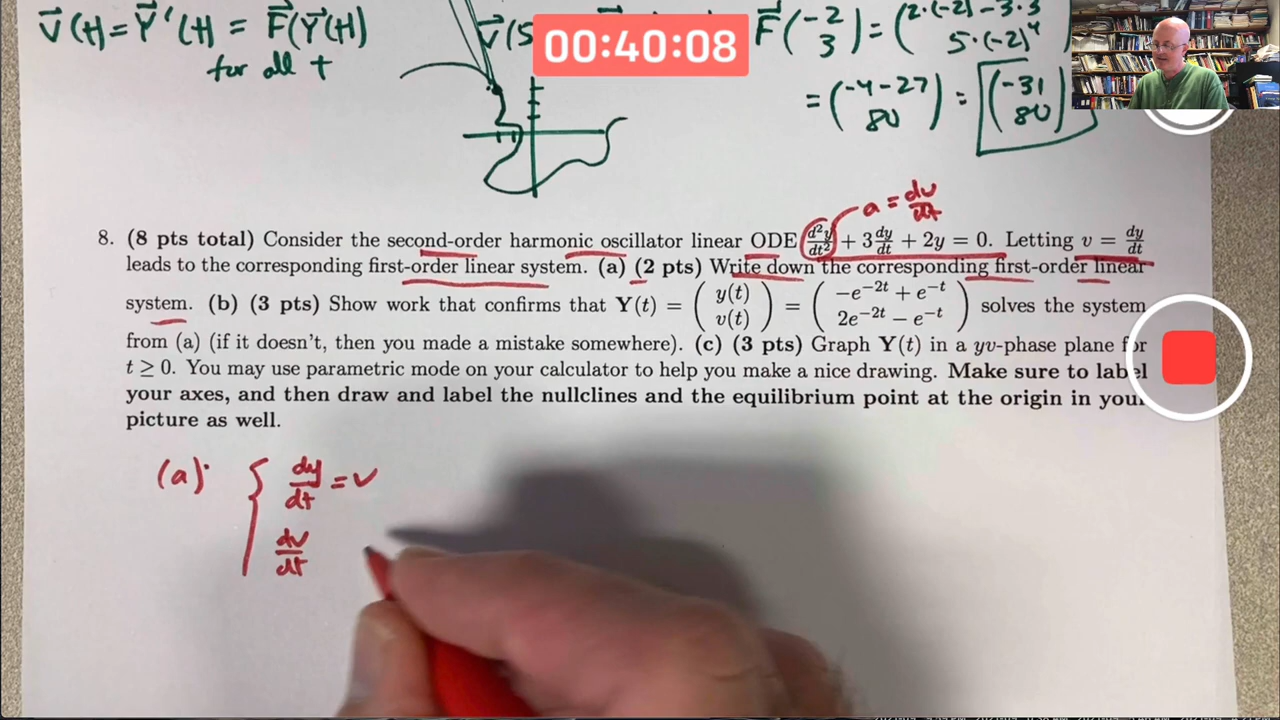 V⃗(t) = Y⃗'(t) = F⃗(Y⃗(t))
for all t
V⃗(5
00:40:08
F⃗(-2 3) = (2·(-2) - 3·3 5·(-2)⁴
= (-4-27 80) = (-31 80)
a = dv/dt
8. (8 pts total) Consider the second-order harmonic oscillator linear ODE d²y/dt² + 3 dy/dt + 2y = 0. Letting v = dy/dt
leads to the corresponding first-order linear system. (a) (2 pts) Write down the corresponding first-order linear
system. (b) (3 pts) Show work that confirms that Y(t) = ( y(t) v(t) ) = ( −e^{−2t} + e^{−t} 2e^{−2t} − e^{−t} ) solves the system
from (a) (if it doesn't, then you made a mistake somewhere). (c) (3 pts) Graph Y(t) in a yv-phase plane for
t ≥ 0. You may use parametric mode on your calculator to help you make a nice drawing. Make sure to label
your axes, and then draw and label the nullclines and the equilibrium point at the origin in your
picture as well.
(a): { dy/dt = v
dv/dt